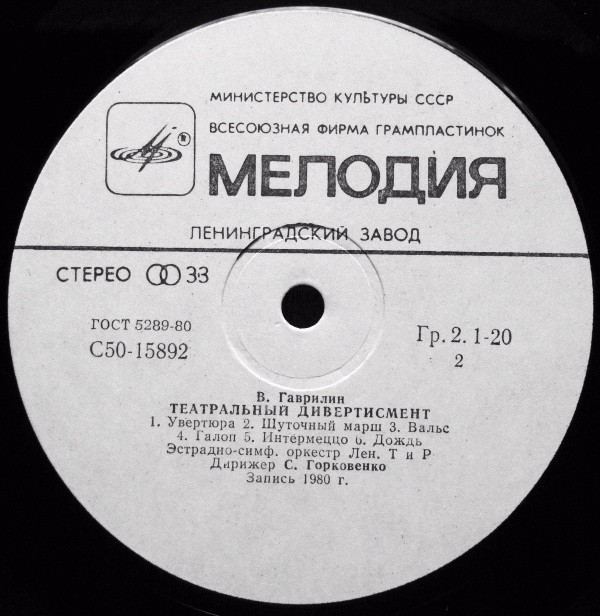 МИНИСТЕРСТВО КУЛЬТУРЫ СССР
ВСЕСОЮЗНАЯ ФИРМА ГРАМПЛАСТИНОК
МЕЛОДИЯ
ЛЕНИНГРАДСКИЙ ЗАВОД
СТЕРЕО 33
ГОСТ 5289-80
С50-15892
Гр. 2. 1-20
2
В. Гаврилин
ТЕАТРАЛЬНЫЙ ДИВЕРТИСМЕНТ
1. Увертюра 2. Шуточный марш 3. Вальс
4. Галоп 5. Интермеццо 6. Дождь
Эстрадно-симф. оркестр Лен. Т и Р
Дирижер С. Горковенко
Запись 1980 г.